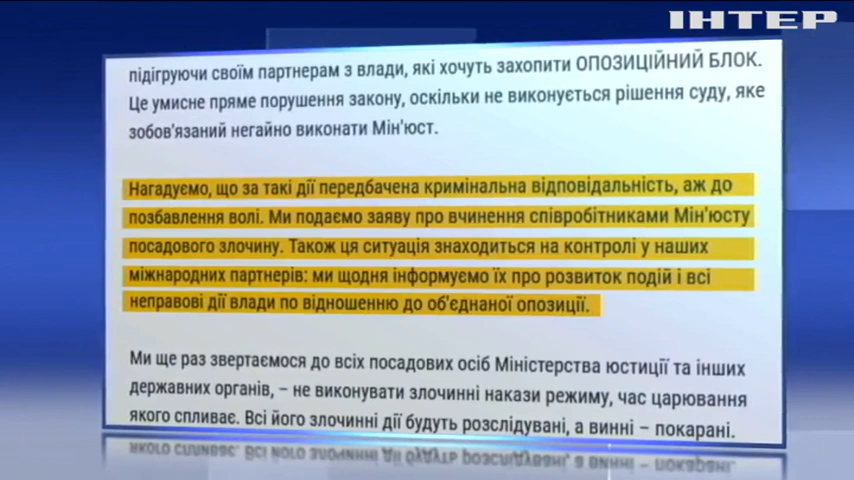 ІНТЕР
підігруючи своїм партнерам з влади, які хочуть захопити ОПОЗИЦІЙНИЙ БЛОК.
Це умисне пряме порушення закону, оскільки не виконується рішення суду, яке
зобов'язаний негайно виконати Мін'юст.
Нагадуємо, що за такі дії передбачена кримінальна відповідальність, аж до
позбавлення волі. Ми подаємо заяву про вчинення співробітниками Мін'юсту
посадового злочину. Також ця ситуація знаходиться на контролі у наших
міжнародних партнерів: ми щодня інформуємо їх про розвиток подій і всі
неправові дії влади по відношенню до об'єднаної опозиції.
Ми ще раз звертаємося до всіх посадових осіб Міністерства юстиції та інших
державних органів, – не виконувати злочинні накази режиму, час царювання
якого спливає. Всі його злочинні дії будуть розслідувані, а винні – покарані.